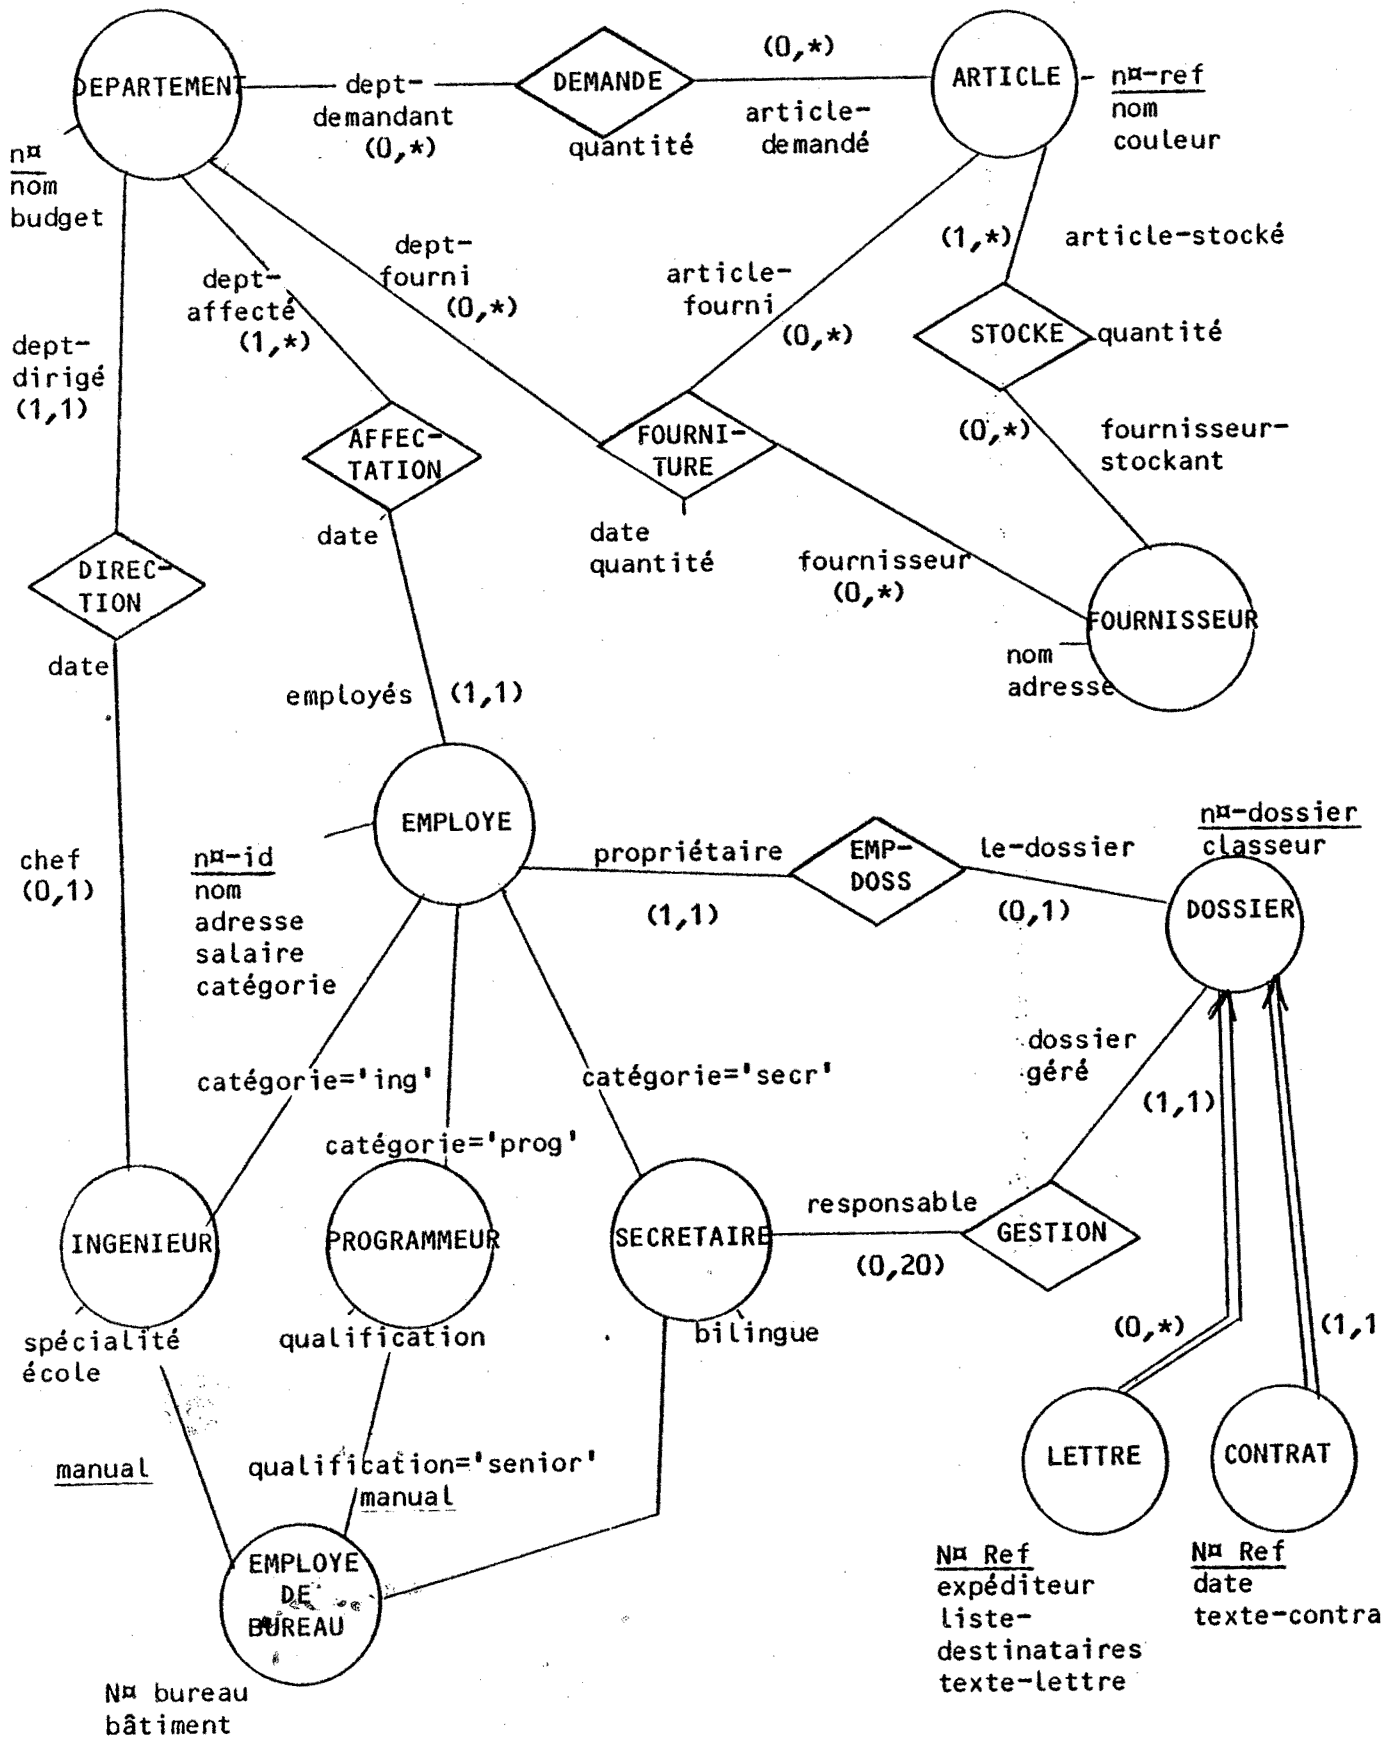 DEPARTEMENT
dept-
demandant
(0,*)
DEMANDE
quantité
(0,*)
article-
demandé
ARTICLE
n¤-ref
nom
couleur
n¤
nom
budget
dept-
fourni
(0,*)
dept-
affecté
(1,*)
article-
fourni
(0,*)
(1,*)
article-stocké
STOCKE
quantité
dept-
dirigé
(1,1)
(0,*)
fournisseur-
stockant
AFFEC-
TATION
date
FOURNI-
TURE
date
quantité
fournisseur
(0,*)
DIREC-
TION
date
FOURNISSEUR
nom
adresse
employés
(1,1)
EMPLOYE
n¤-id
nom
adresse
salaire
catégorie
chef
(0,1)
propriétaire
(1,1)
EMP-
DOSS
le-dossier
(0,1)
n¤-dossier
classeur
DOSSIER
dossier
géré
(1,1)
catégorie='ing'
catégorie='prog'
catégorie='secr'
INGENIEUR
PROGRAMMEUR
SECRETAIRE
responsable
(0,20)
GESTION
spécialité
école
qualification
bilingue
(0,*)
(1,1
manual
qualification='senior'
manual
LETTRE
CONTRAT
EMPLOYE
DE
BUREAU
N¤ bureau
bâtiment
N¤ Ref
expéditeur
liste-
destinataires
texte-lettre
N¤ Ref
date
texte-contra